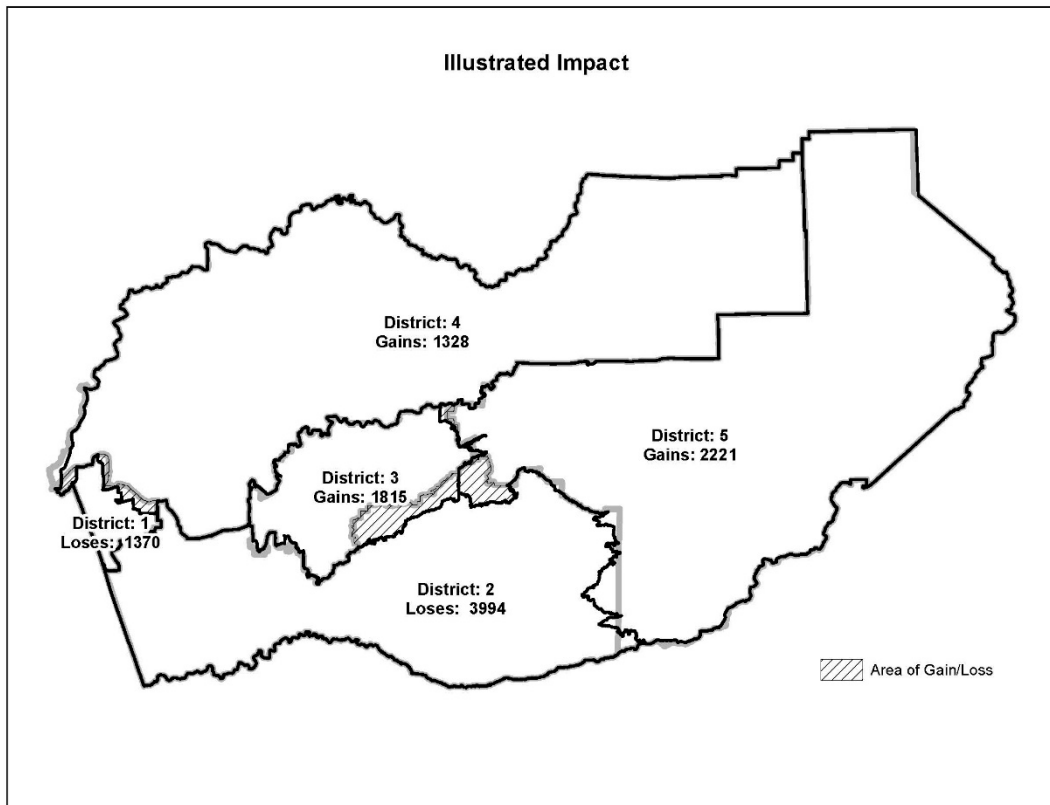 Illustrated Impact
District: 4
Gains: 1328
District: 5
Gains: 2221
District: 3
Gains: 1815
District: 1
Loses: 1370
District: 2
Loses: 3994
Area of Gain/Loss